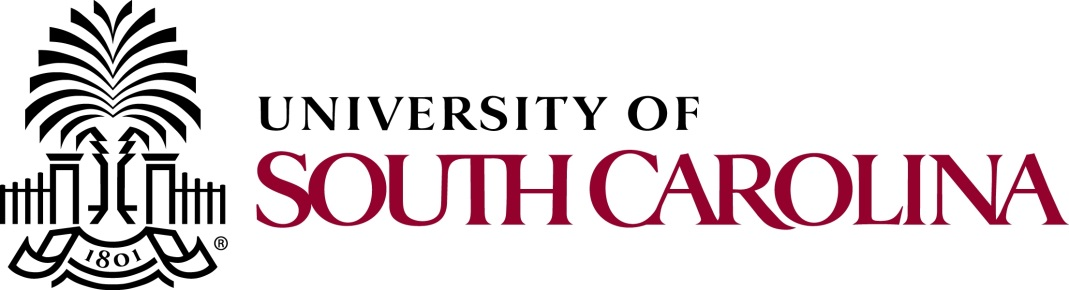 UNIVERSITY OF
SOUTH CAROLINA
1801
®